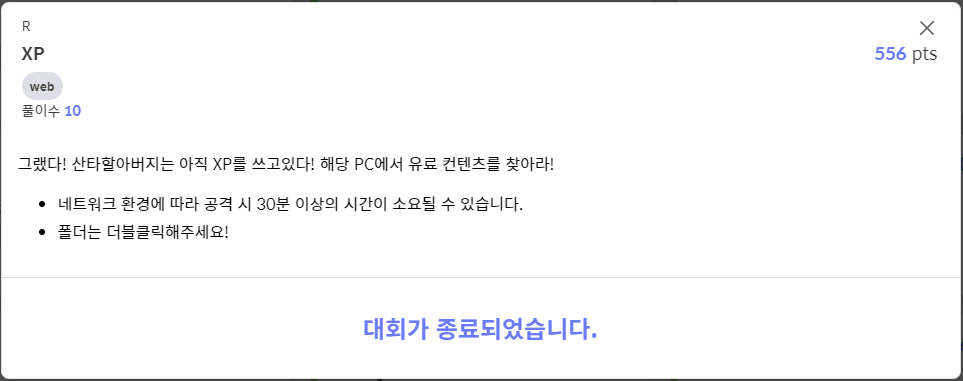 R
XP
556 pts
web
풀이수 10
그랬다! 산타할아버지는 아직 XP를 쓰고있다! 해당 PC에서 유료 컨텐츠를 찾아라!
네트워크 환경에 따라 공격 시 30분 이상의 시간이 소요될 수 있습니다.
폴더는 더블클릭해주세요!
대회가 종료되었습니다.